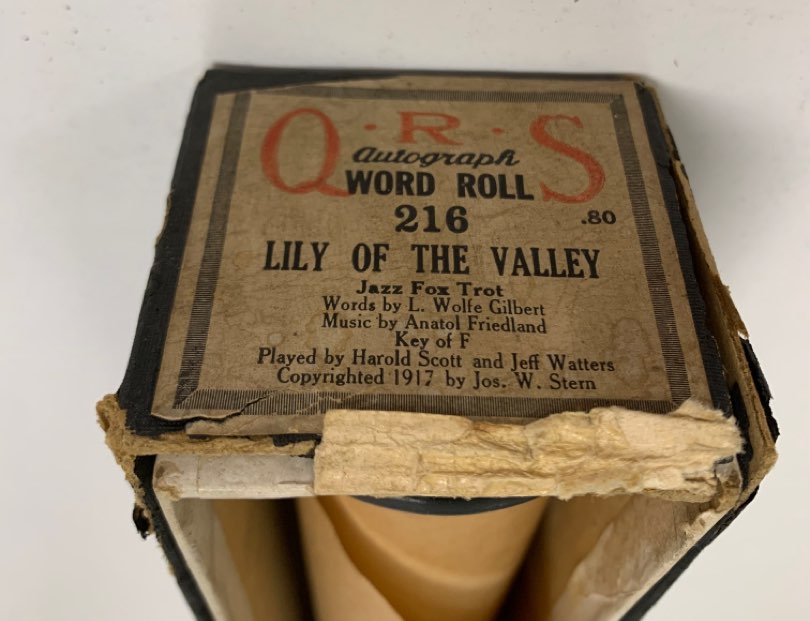 Q·R·S
Autograph
WORD ROLL
216 .80
LILY OF THE VALLEY
Jazz Fox Trot
Words by L. Wolfe Gilbert
Music by Anatol Friedland
Key of F
Played by Harold Scott and Jeff Watters
Copyrighted 1917 by Jos. W. Stern